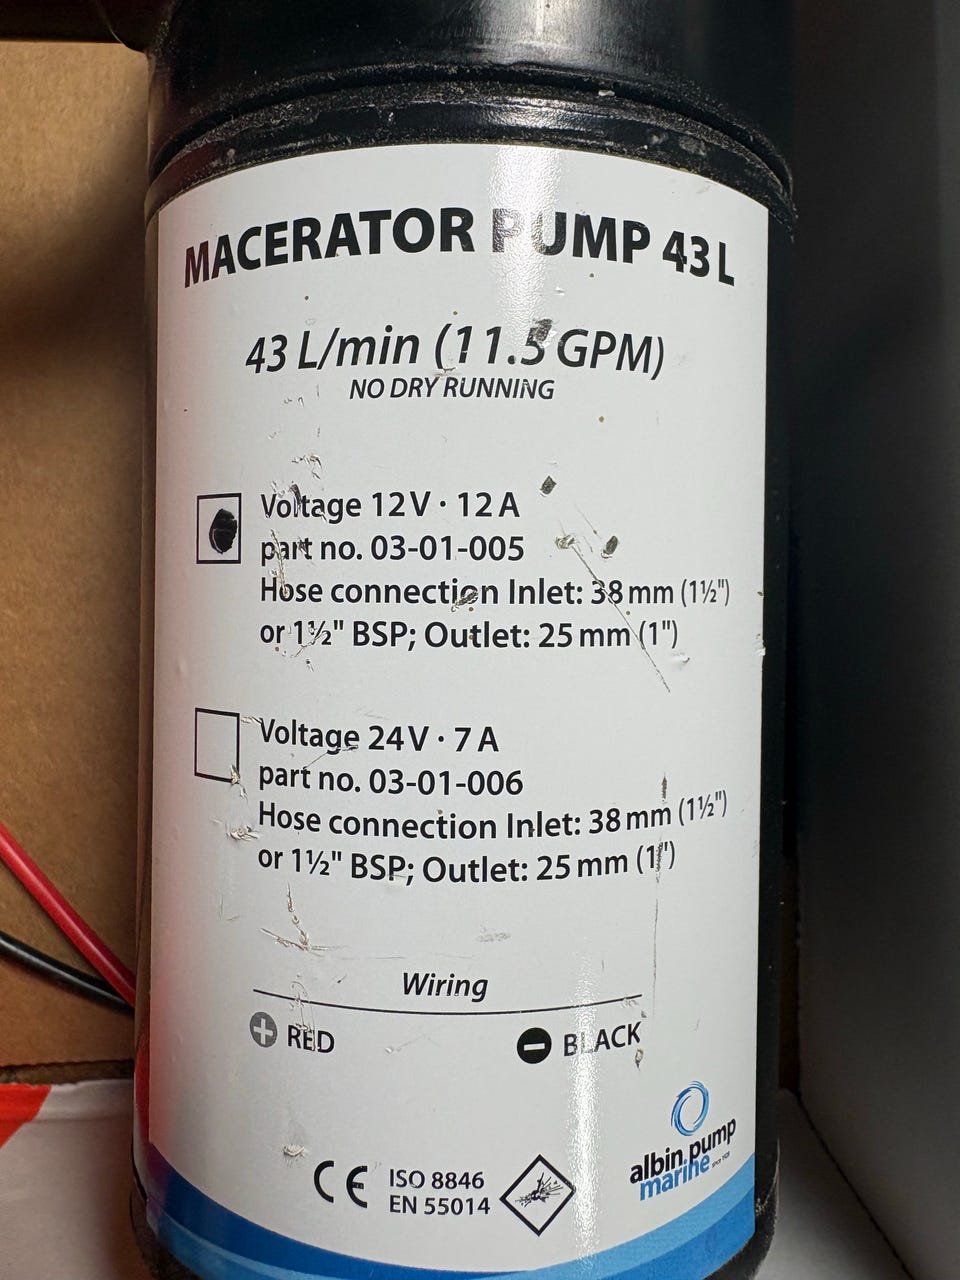 MACERATOR PUMP 43 L
43 L/min (11.5 GPM)
NO DRY RUNNING
Voltage 12 V · 12 A
part no. 03-01-005
Hose connection Inlet: 38 mm (1½")
or 1½" BSP; Outlet: 25 mm (1")
Voltage 24 V · 7 A
part no. 03-01-006
Hose connection Inlet: 38 mm (1½")
or 1½" BSP; Outlet: 25 mm (1")
Wiring
+ RED
− BLACK
CE
ISO 8846
EN 55014
albin pump
marine